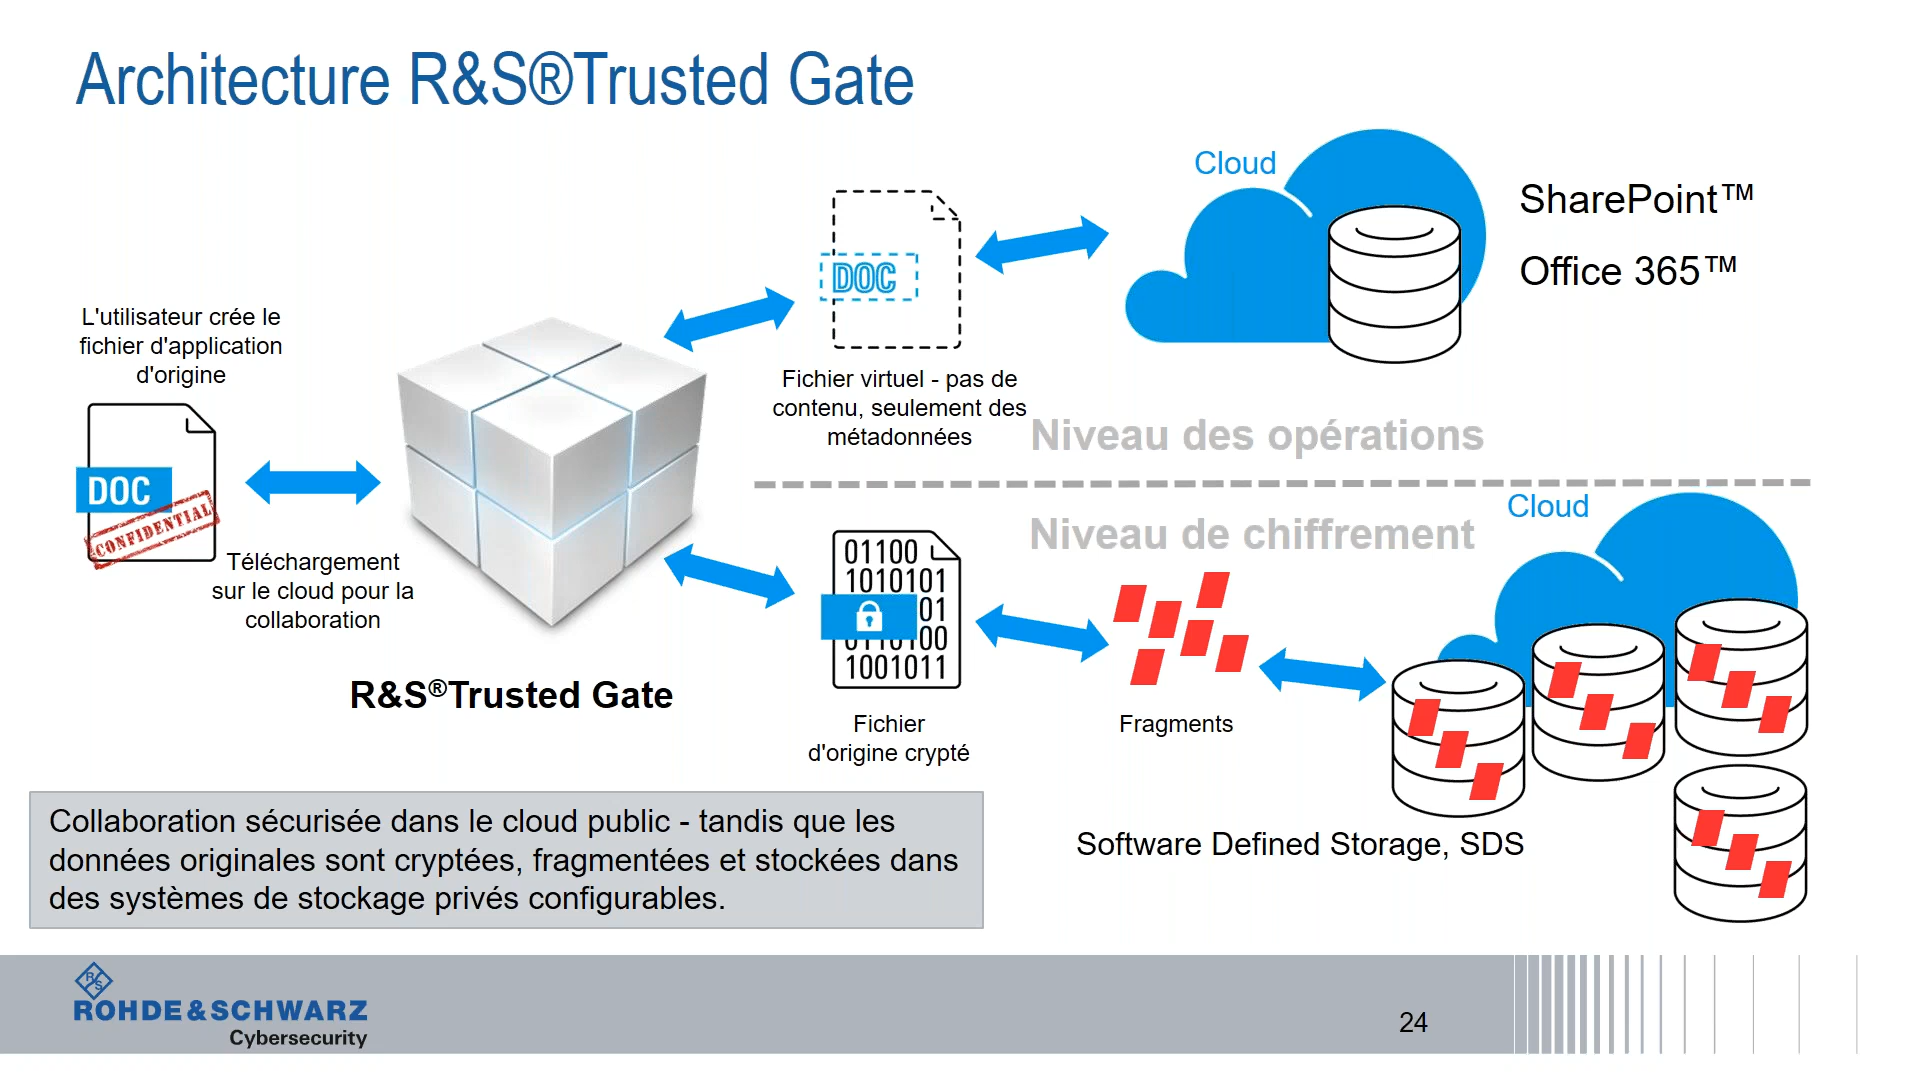 Architecture R&S®Trusted Gate
Cloud
SharePoint™
Office 365™
DOC
L'utilisateur crée le
fichier d'application
d'origine
Fichier virtuel - pas de
contenu, seulement des
métadonnées
Niveau des opérations
DOC
CONFIDENTIAL
Téléchargement
sur le cloud pour la
collaboration
Niveau de chiffrement
Cloud
01100
1010101
01
0110100
1001011
R&S®Trusted Gate
Fichier
d'origine crypté
Fragments
Software Defined Storage, SDS
Collaboration sécurisée dans le cloud public - tandis que les
données originales sont cryptées, fragmentées et stockées dans
des systèmes de stockage privés configurables.
R S
ROHDE&SCHWARZ
Cybersecurity
24